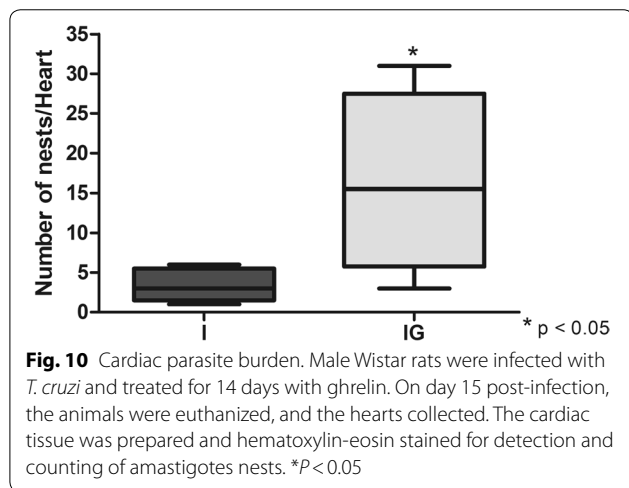 35
30
25
20
15
10
5
0
Number of nests/Heart
*
I IG
* p < 0.05
Fig. 10 Cardiac parasite burden. Male Wistar rats were infected with
T. cruzi and treated for 14 days with ghrelin. On day 15 post-infection,
the animals were euthanized, and the hearts collected. The cardiac
tissue was prepared and hematoxylin-eosin stained for detection and
counting of amastigotes nests. *P < 0.05